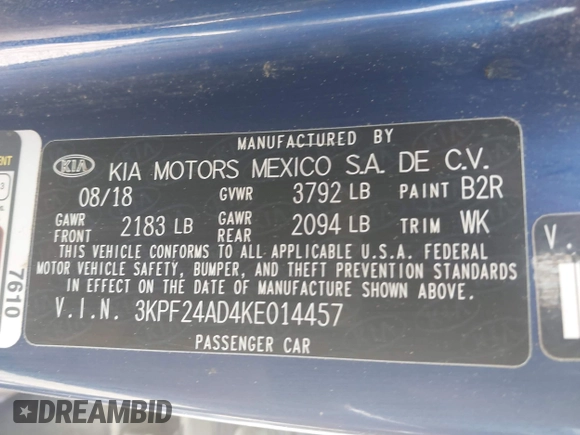 MANUFACTURED BY
KIA KIA MOTORS MEXICO S.A. DE C.V.
08/18 GVWR 3792 LB PAINT B2R
GAWR FRONT 2183 LB GAWR REAR 2094 LB TRIM WK
THIS VEHICLE CONFORMS TO ALL APPLICABLE U.S.A. FEDERAL
MOTOR VEHICLE SAFETY, BUMPER, AND THEFT PREVENTION STANDARDS
IN EFFECT ON THE DATE OF MANUFACTURE SHOWN ABOVE.
V.I.N. 3KPF24AD4KE014457
PASSENGER CAR
7610
V.
DREAMBID